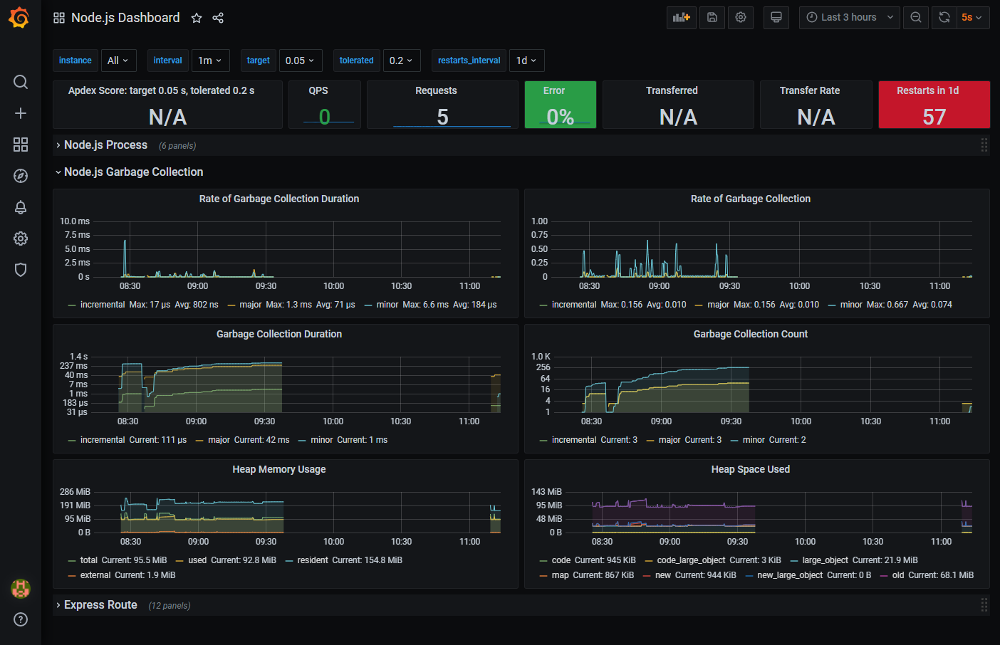 Node.js Dashboard
Last 3 hours
5s
instance All interval 1m target 0.05 tolerated 0.2 restarts_interval 1d
Apdex Score: target 0.05 s, tolerated 0.2 s
N/A
QPS
0
Requests
5
Error
0%
Transferred
N/A
Transfer Rate
N/A
Restarts in 1d
57
Node.js Process (6 panels)
Node.js Garbage Collection
Rate of Garbage Collection Duration
10.0 ms
7.5 ms
5.0 ms
2.5 ms
0 s
08:30 09:00 09:30 10:00 10:30 11:00
incremental Max: 17 µs Avg: 802 ns major Max: 1.3 ms Avg: 71 µs minor Max: 6.6 ms Avg: 184 µs
Rate of Garbage Collection
1.00
0.75
0.50
0.25
0
08:30 09:00 09:30 10:00 10:30 11:00
incremental Max: 0.156 Avg: 0.010 major Max: 0.156 Avg: 0.010 minor Max: 0.667 Avg: 0.074
Garbage Collection Duration
1.4 s
237 ms
40 ms
7 ms
1 ms
183 µs
31 µs
08:30 09:00 09:30 10:00 10:30 11:00
incremental Current: 111 µs major Current: 42 ms minor Current: 1 ms
Garbage Collection Count
1.0 K
256
64
16
4
1
08:30 09:00 09:30 10:00 10:30 11:00
incremental Current: 3 major Current: 3 minor Current: 2
Heap Memory Usage
286 MiB
191 MiB
95 MiB
0 B
08:30 09:00 09:30 10:00 10:30 11:00
total Current: 95.5 MiB used Current: 92.8 MiB resident Current: 154.8 MiB
external Current: 1.9 MiB
Heap Space Used
143 MiB
95 MiB
48 MiB
0 B
08:30 09:00 09:30 10:00 10:30 11:00
code Current: 945 KiB code_large_object Current: 3 KiB large_object Current: 21.9 MiB
map Current: 867 KiB new Current: 944 KiB new_large_object Current: 0 B old Current: 68.1 MiB
Express Route (12 panels)